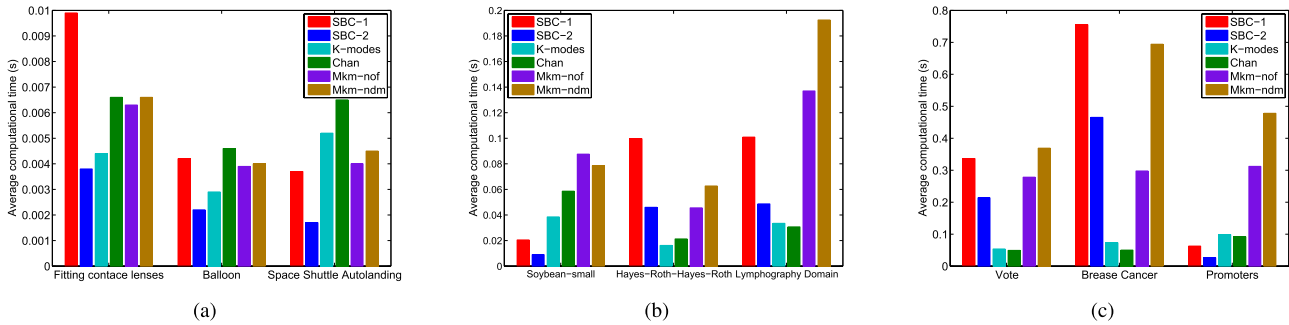 Average computational time (s)
0.01
0.009
0.008
0.007
0.006
0.005
0.004
0.003
0.002
0.001
0
SBC-1
SBC-2
K-modes
Chan
Mkm-nof
Mkm-ndm
Fitting contace lenses
Balloon
Space Shuttle Autolanding
(a)
Average computational time (s)
0.2
0.18
0.16
0.14
0.12
0.1
0.08
0.06
0.04
0.02
0
SBC-1
SBC-2
K-modes
Chan
Mkm-nof
Mkm-ndm
Soybean-small
Hayes-Roth-Hayes-Roth
Lymphography Domain
(b)
Average computational time (s)
0.8
0.7
0.6
0.5
0.4
0.3
0.2
0.1
0
SBC-1
SBC-2
K-modes
Chan
Mkm-nof
Mkm-ndm
Vote
Brease Cancer
Promoters
(c)